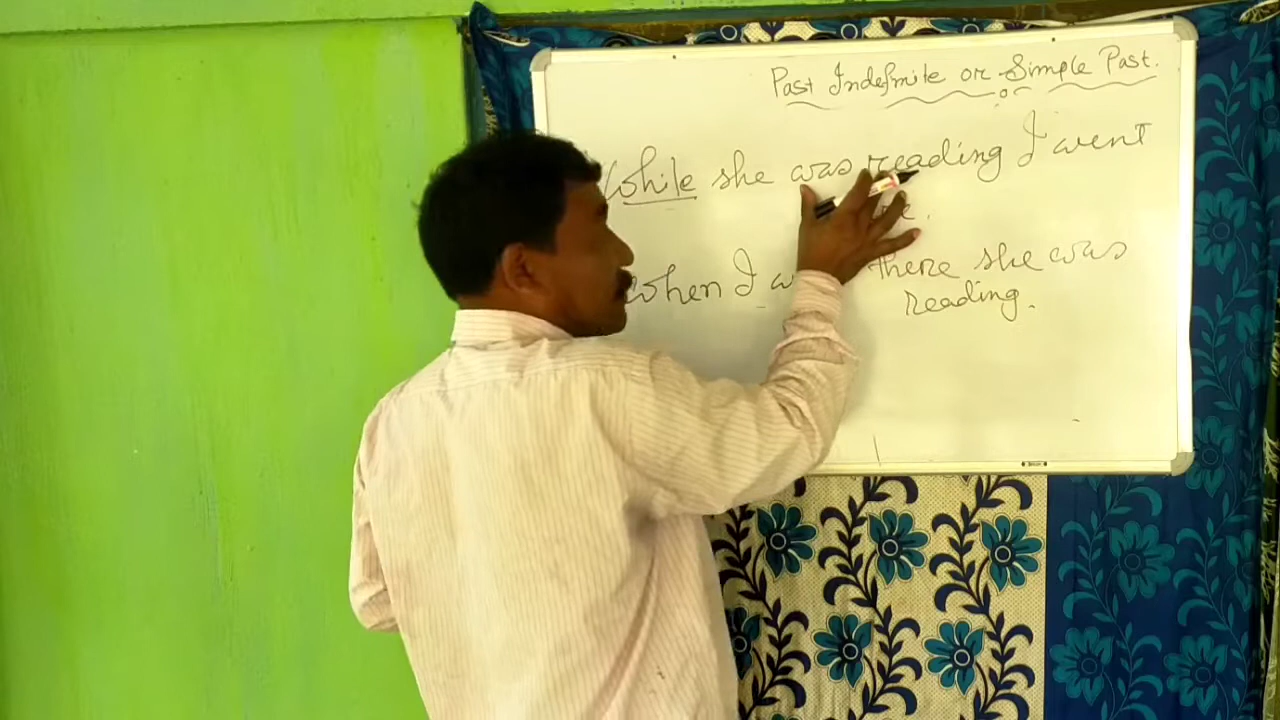 Past Indefinite or Simple Past.
While she was reading I went
When I there she was
reading.